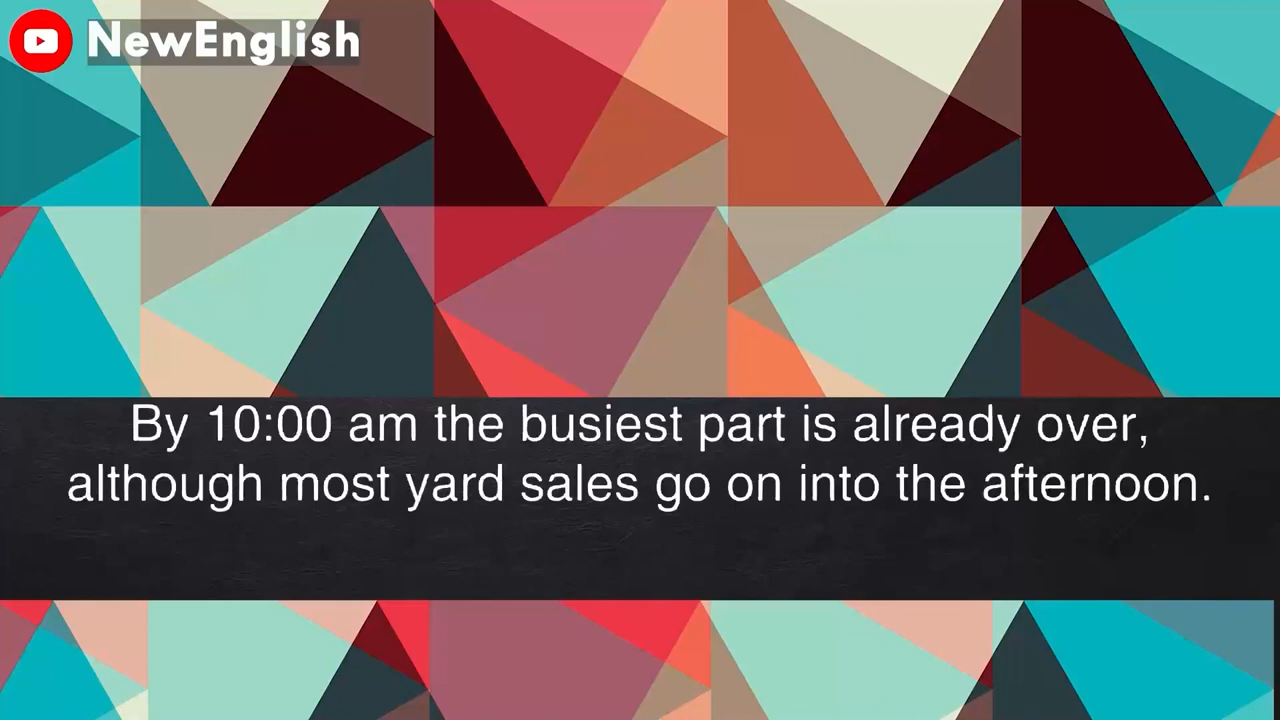 NewEnglish
By 10:00 am the busiest part is already over,
although most yard sales go on into the afternoon.